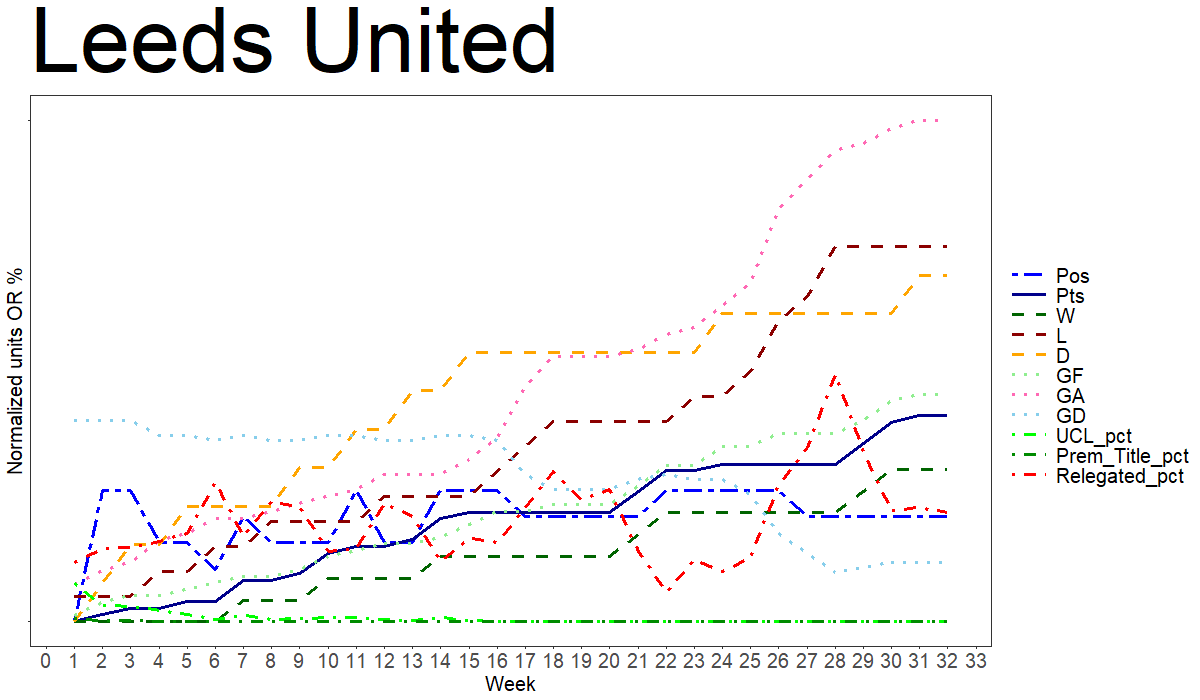 Leeds United
Normalized units OR %
Pos
Pts
W
L
D
GF
GA
GD
UCL_pct
Prem_Title_pct
Relegated_pct
0 1 2 3 4 5 6 7 8 9 10 11 12 13 14 15 16 17 18 19 20 21 22 23 24 25 26 27 28 29 30 31 32 33
Week